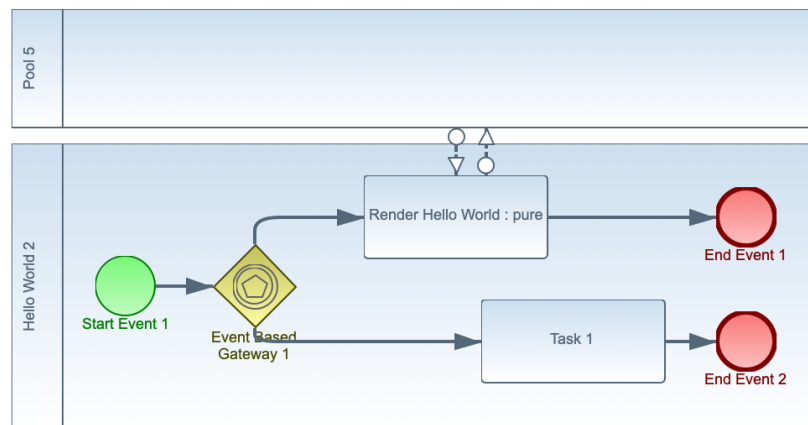 Pool 5
Hello World 2
Render Hello World : pure
End Event 1
Start Event 1
Event Based
Gateway 1
Task 1
End Event 2